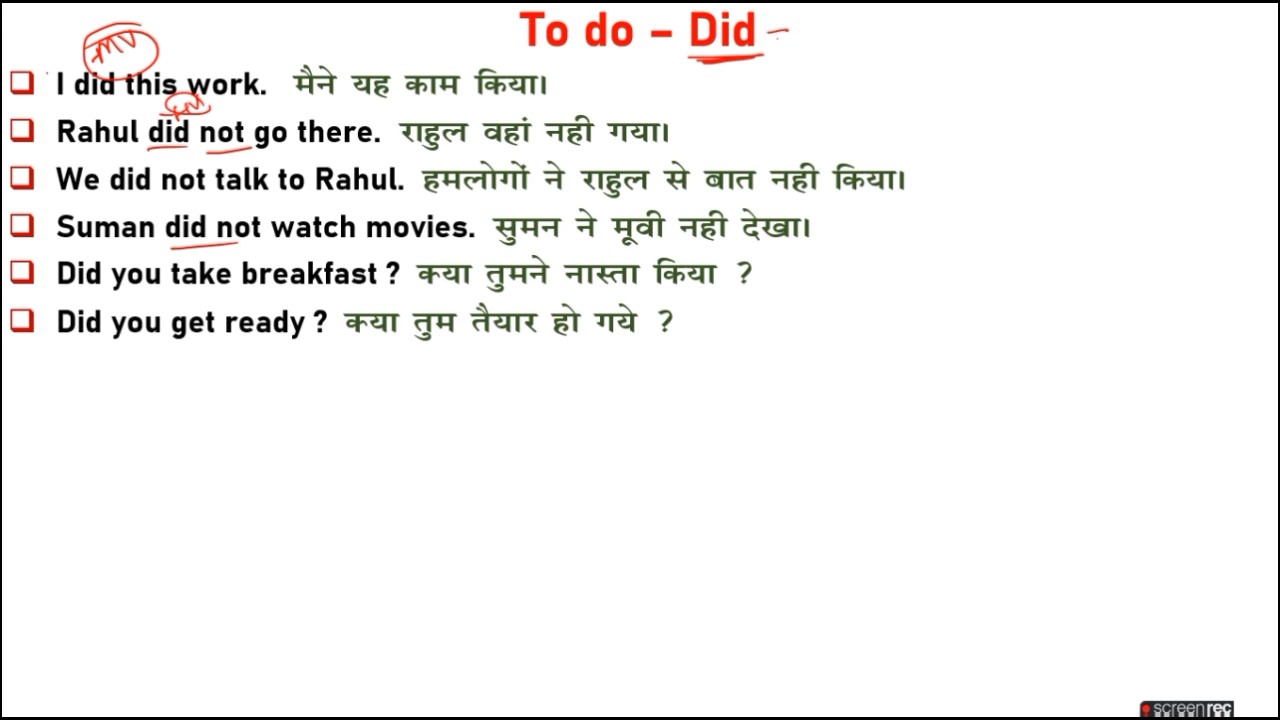 To do – Did
MV
I did this work. मैने यह काम किया।
Rahul did not go there. राहुल वहां नही गया।
We did not talk to Rahul. हमलोगों ने राहुल से बात नही किया।
Suman did not watch movies. सुमन ने मूवी नही देखा।
Did you take breakfast ? क्या तुमने नास्ता किया ?
Did you get ready ? क्या तुम तैयार हो गये ?
screenrec